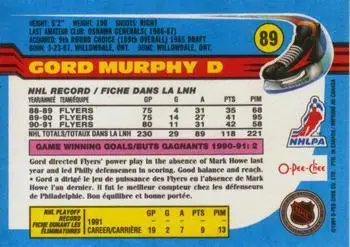 HEIGHT: 6'2" WEIGHT: 190 SHOOTS: RIGHT
LAST AMATEUR CLUB: OSHAWA GENERALS (1986-87)
ACQUIRED: 9TH ROUND CHOICE (189TH OVERALL) 1985 DRAFT
BORN: 3-23-67, WILLOWDALE, ONT. HOME: WILLOWDALE, ONT.
89
GORD MURPHY D
NHL RECORD / FICHE DANS LA LNH
YEAR/ANNÉE TEAM/ÉQUIPE GP G A PTS PIM
88-89 FLYERS 75 4 31 35 68
89-90 FLYERS 75 14 27 41 95
90-91 FLYERS 80 11 31 42 58
NHL TOTALS/TOTAUX DANS LA LNH 230 29 89 118 221
GAME WINNING GOALS/BUTS GAGNANTS 1990-91: 2
Gord directed Flyers' power play in the absence of Mark Howe last year and led Philly defensemen in scoring. Good balance and reach.
• Gord a dirigé le jeu de puissance des Flyers en l'absence de Mark Howe l'an dernier. Il fut le meilleur compteur chez les défenseurs de Philadelphie. Bon équilibre et bonne portée.
NHL PLAYOFF RECORD
FICHE DURANT LES ÉLIMINATOIRES
GP G A PTS PIM
1991
CAREER/CARRIÈRE 19 2 7 9 13
NHLPA
O-Pee-Chee
NHL